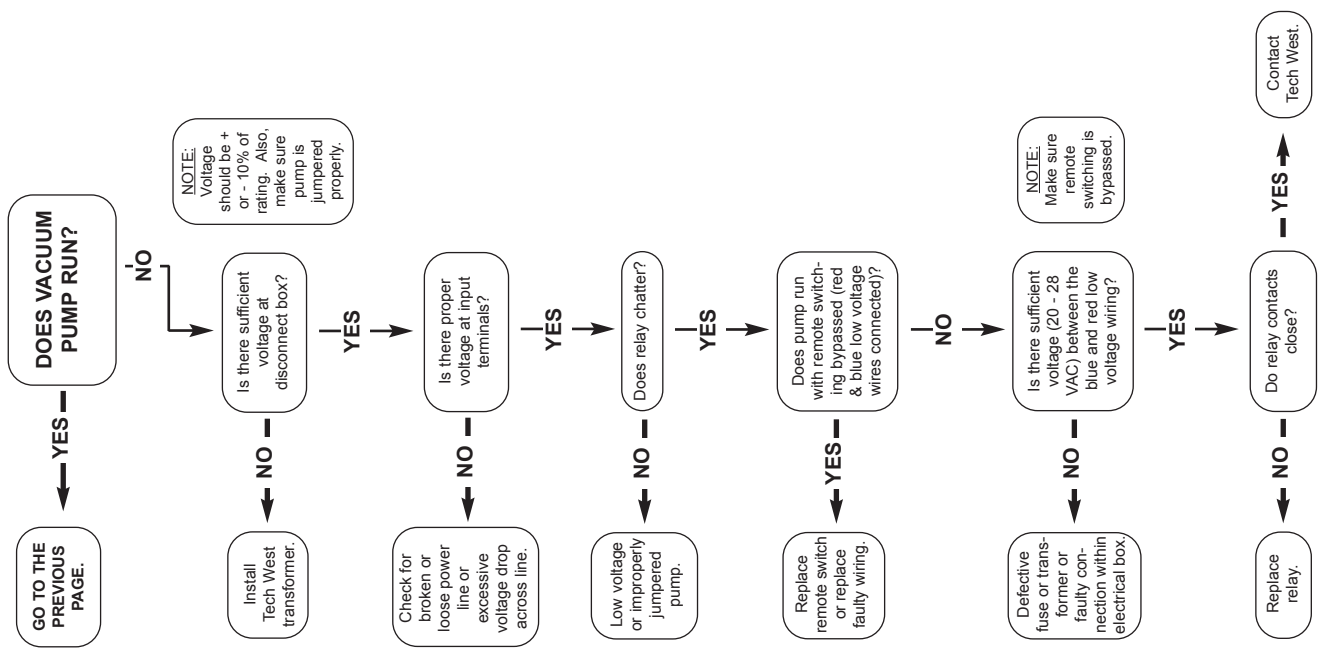 DOES VACUUM
PUMP RUN?
YES
GO TO THE
PREVIOUS
PAGE.
NO
NOTE:
Voltage
should be +
or - 10% of
rating. Also,
make sure
pump is
jumpered
properly.
Is there sufficient
voltage at
disconnect box?
NO
Install
Tech West
transformer.
YES
Is there proper
voltage at input
terminals?
NO
Check for
broken or
loose power
line or
excessive
voltage drop
across line.
YES
Does relay chatter?
NO
Low voltage
or improperly
jumpered
pump.
YES
Does pump run
with remote switch-
ing bypassed (red
& blue low voltage
wires connected)?
YES
Replace
remote switch
or replace
faulty wiring.
NO
NOTE:
Make sure
remote
switching is
bypassed.
Is there sufficient
voltage (20 - 28
VAC) between the
blue and red low
voltage wiring?
NO
Defective
fuse or trans-
former or
faulty con-
nection within
electrical box.
YES
Do relay contacts
close?
NO
Replace
relay.
YES
Contact
Tech West.